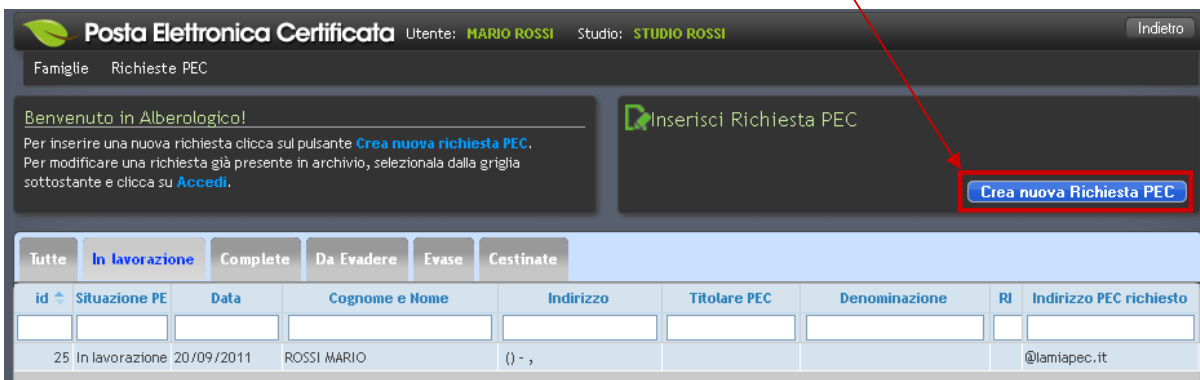 Posta Elettronica Certificata Utente: MARIO ROSSI Studio: STUDIO ROSSI Indietro
Famiglie Richieste PEC
Benvenuto in Alberologico!
Per inserire una nuova richiesta clicca sul pulsante Crea nuova richiesta PEC.
Per modificare una richiesta già presente in archivio, selezionala dalla griglia
sottostante e clicca su Accedi.
Inserisci Richiesta PEC
Crea nuova Richiesta PEC
Tutte In lavorazione Complete Da Evadere Evase Cestinate
id Situazione PE Data Cognome e Nome Indirizzo Titolare PEC Denominazione RI Indirizzo PEC richiesto
25 In lavorazione 20/09/2011 ROSSI MARIO () - , @lamiapec.it